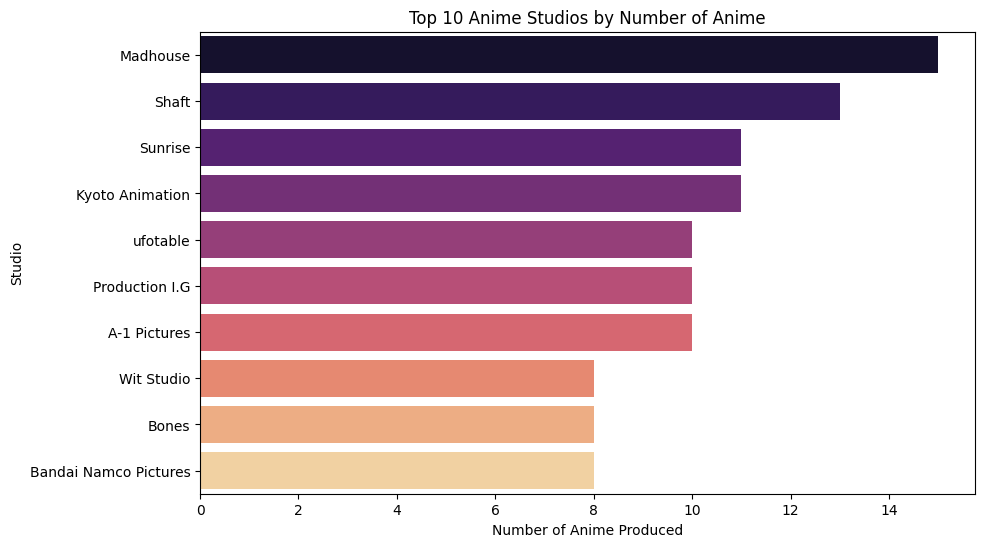 Top 10 Anime Studios by Number of Anime
Studio
Madhouse
Shaft
Sunrise
Kyoto Animation
ufotable
Production I.G
A-1 Pictures
Wit Studio
Bones
Bandai Namco Pictures
0 2 4 6 8 10 12 14
Number of Anime Produced